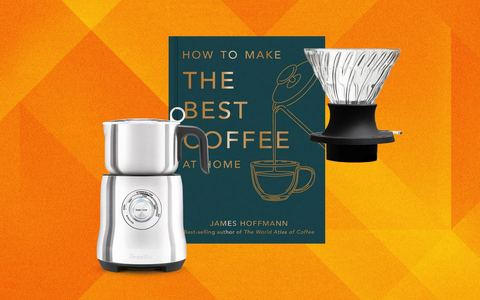 HOW TO MAKE
THE
BEST
COFFEE
AT HOME
JAMES HOFFMANN
Best-selling author of The World Atlas of Coffee